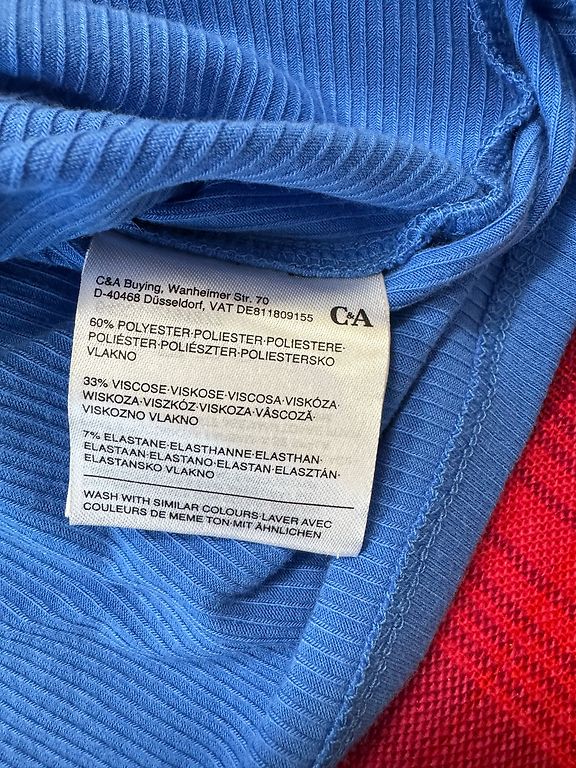 C&A Buying, Wanheimer Str. 70
D-40468 Düsseldorf, VAT DE811809155
C&A
60% POLYESTER·POLIESTER·POLIESTERE·
POLIÉSTER·POLIÉSZTER·POLIESTERSKO
VLAKNO
33% VISCOSE·VISKOSE·VISCOSA·VISKÓZA·
WISKOZA·VISZKÓZ·VISKOZA·VÂSCOZĂ·
VISKOZNO VLAKNO
7% ELASTANE·ELASTHANNE·ELASTHAN·
ELASTAAN·ELASTANO·ELASTAN·ELASZTÁN·
ELASTANSKO VLAKNO
WASH WITH SIMILAR COLOURS·LAVER AVEC
COULEURS DE MEME TON·MIT ÄHNLICHEN